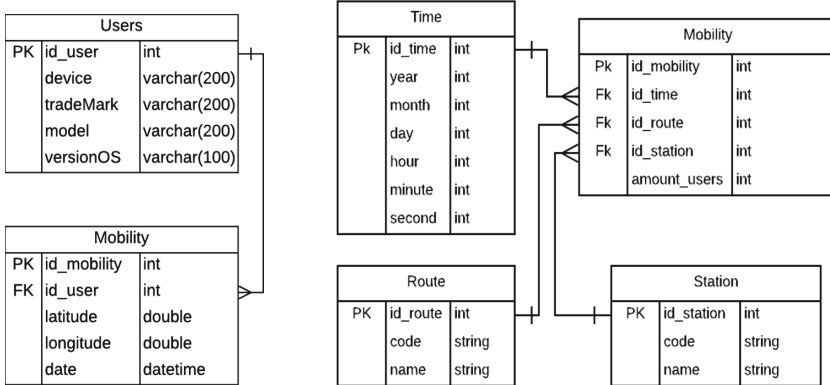 Users
PK id_user int
device varchar(200)
tradeMark varchar(200)
model varchar(200)
versionOS varchar(100)
Mobility
PK id_mobility int
FK id_user int
latitude double
longitude double
date datetime
Time
Pk id_time int
year int
month int
day int
hour int
minute int
second int
Mobility
Pk id_mobility int
Fk id_time int
Fk id_route int
Fk id_station int
amount_users int
Route
PK id_route int
code string
name string
Station
PK id_station int
code string
name string